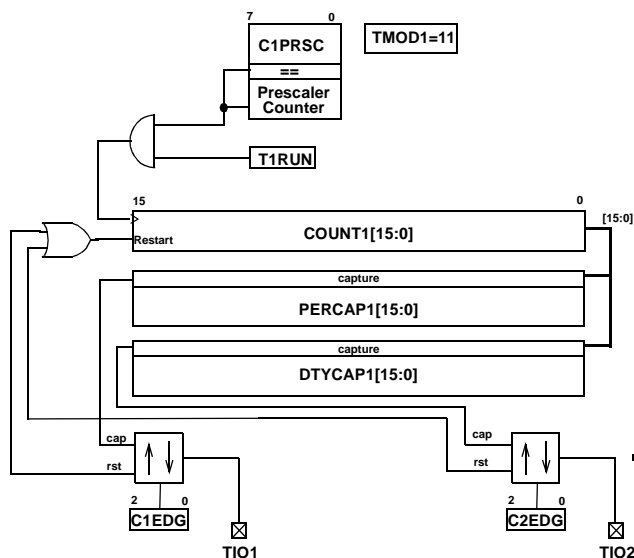 7 0
C1PRSC
TMOD1=11
==
Prescaler
Counter
T1RUN
15 0
[15:0]
Restart
COUNT1[15:0]
capture
PERCAP1[15:0]
capture
DTYCAP1[15:0]
cap cap
rst rst
2 0 2 0
C1EDG C2EDG
TIO1 TIO2